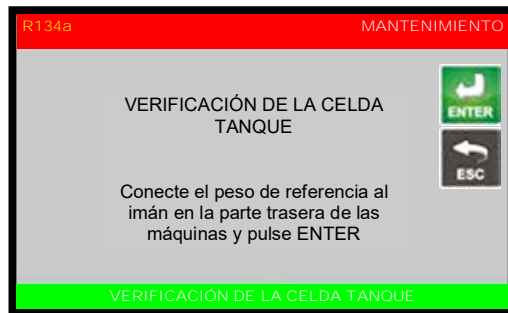 R134a MANTENIMIENTO
VERIFICACIÓN DE LA CELDA
TANQUE
ENTER
ESC
Conecte el peso de referencia al
imán en la parte trasera de las
máquinas y pulse ENTER
VERIFICACIÓN DE LA CELDA TANQUE